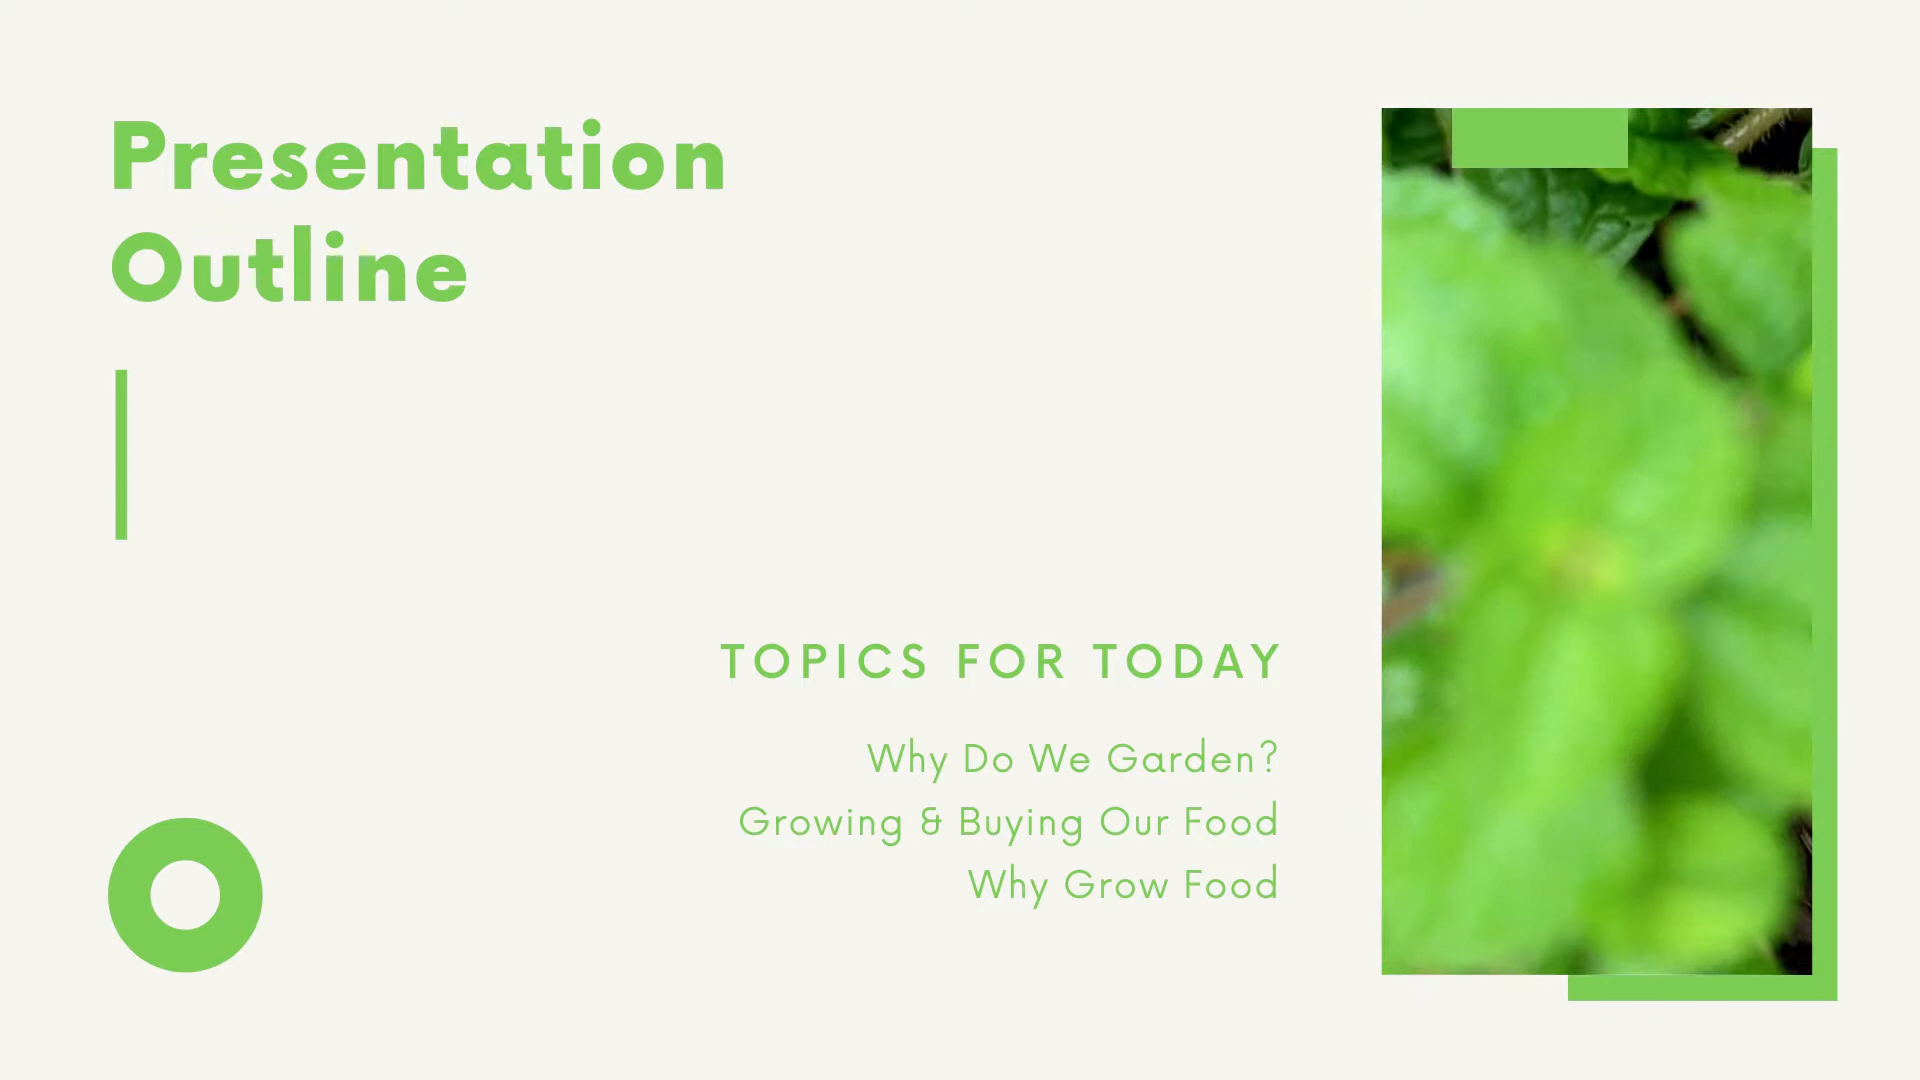 Presentation
Outline
TOPICS FOR TODAY
Why Do We Garden?
Growing & Buying Our Food
Why Grow Food